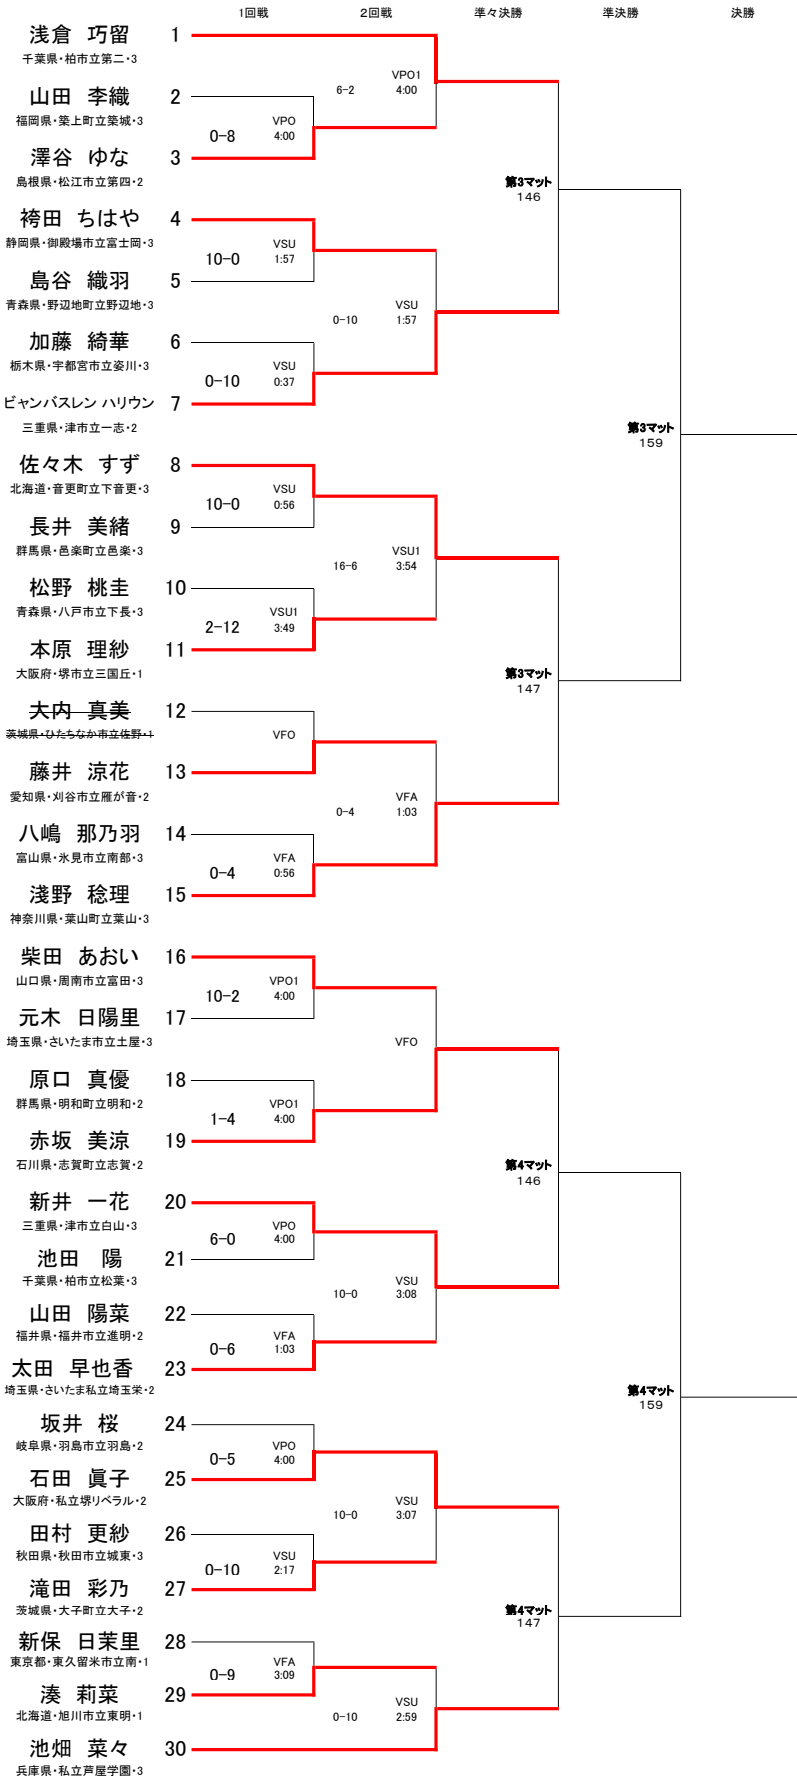 1回戦 2回戦 準々決勝 準決勝 決勝
浅倉 巧留 1
千葉県・柏市立第二・3
6-2 VPO1 4:00
山田 李織 2
福岡県・築上町立築城・3
0-8 VPO 4:00
澤谷 ゆな 3
島根県・松江市立第四・2
第3マット
146
袴田 ちはや 4
静岡県・御殿場市立富士岡・3
10-0 VSU 1:57
島谷 織羽 5
青森県・野辺地町立野辺地・3
0-10 VSU 1:57
加藤 綺華 6
栃木県・宇都宮市立姿川・3
0-10 VSU 0:37
ビャンバスレン ハリウン 7
三重県・津市立一志・2
第3マット
159
佐々木 すず 8
北海道・音更町立下音更・3
10-0 VSU 0:56
長井 美緒 9
群馬県・邑楽町立邑楽・3
16-6 VSU1 3:54
松野 桃圭 10
青森県・八戸市立下長・3
2-12 VSU1 3:49
本原 理紗 11
大阪府・堺市立三国丘・1
第3マット
147
大内 真美 12
茨城県・ひたちなか市立佐野・1
VFO
藤井 涼花 13
愛知県・刈谷市立雁が音・2
0-4 VFA 1:03
八嶋 那乃羽 14
富山県・氷見市立南部・3
0-4 VFA 0:56
淺野 稔理 15
神奈川県・葉山町立葉山・3
柴田 あおい 16
山口県・周南市立富田・3
10-2 VPO1 4:00
元木 日陽里 17
埼玉県・さいたま市立土屋・3
VFO
原口 真優 18
群馬県・明和町立明和・2
1-4 VPO1 4:00
赤坂 美涼 19
石川県・志賀町立志賀・2
第4マット
146
新井 一花 20
三重県・津市立白山・3
6-0 VPO 4:00
池田 陽 21
千葉県・柏市立松葉・3
10-0 VSU 3:08
山田 陽菜 22
福井県・福井市立進明・2
0-6 VFA 1:03
太田 早也香 23
埼玉県・さいたま私立埼玉栄・2
第4マット
159
坂井 桜 24
岐阜県・羽島市立羽島・2
0-5 VPO 4:00
石田 眞子 25
大阪府・私立堺リベラル・2
10-0 VSU 3:07
田村 更紗 26
秋田県・秋田市立城東・3
0-10 VSU 2:17
滝田 彩乃 27
茨城県・大子町立大子・2
第4マット
147
新保 日茉里 28
東京都・東久留米市立南・1
0-9 VFA 3:09
湊 莉菜 29
北海道・旭川市立東明・1
0-10 VSU 2:59
池畑 菜々 30
兵庫県・私立芦屋学園・3